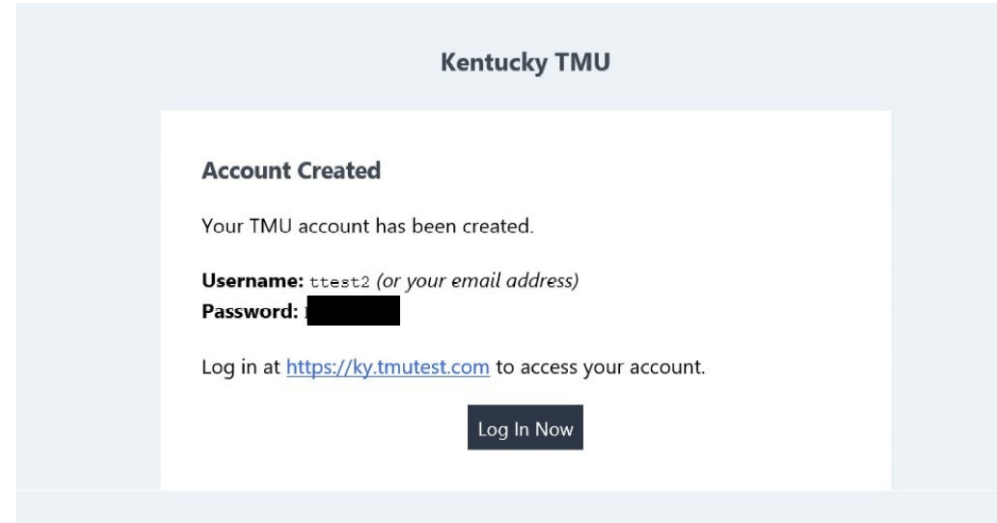 Kentucky TMU
Account Created
Your TMU account has been created.
Username: ttest2 (or your email address)
Password:
Log in at https://ky.tmutest.com to access your account.
Log In Now